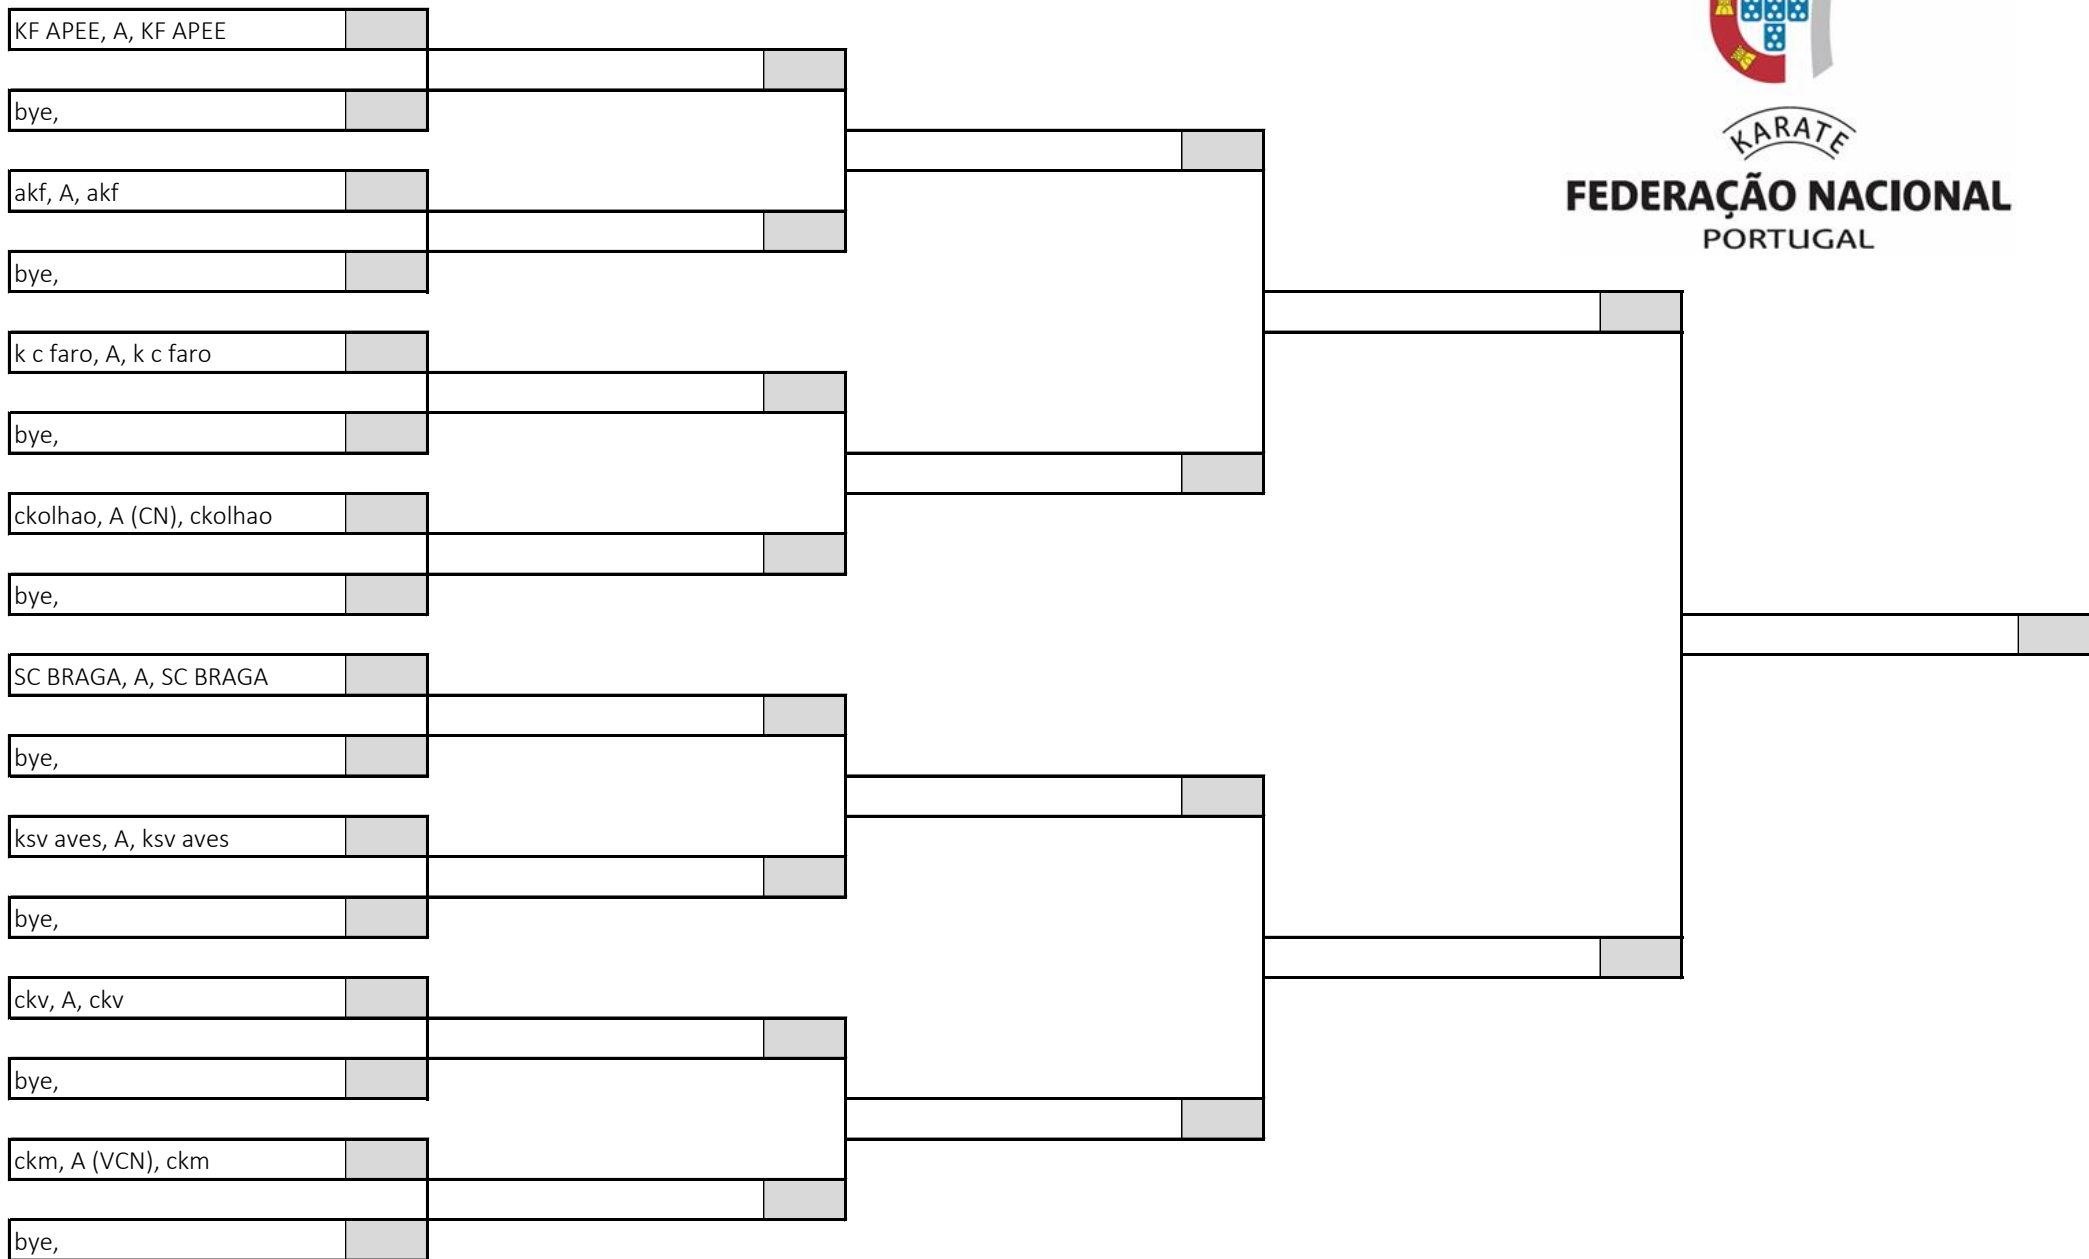 KF APEE, A, KF APEE
bye,
akf, A, akf
bye,
k c faro, A, k c faro
bye,
ckolhao, A (CN), ckolhao
bye,
SC BRAGA, A, SC BRAGA
bye,
ksv aves, A, ksv aves
bye,
ckv, A, ckv
bye,
ckm, A (VCN), ckm
bye,
KARATE
FEDERAÇÃO NACIONAL
PORTUGAL